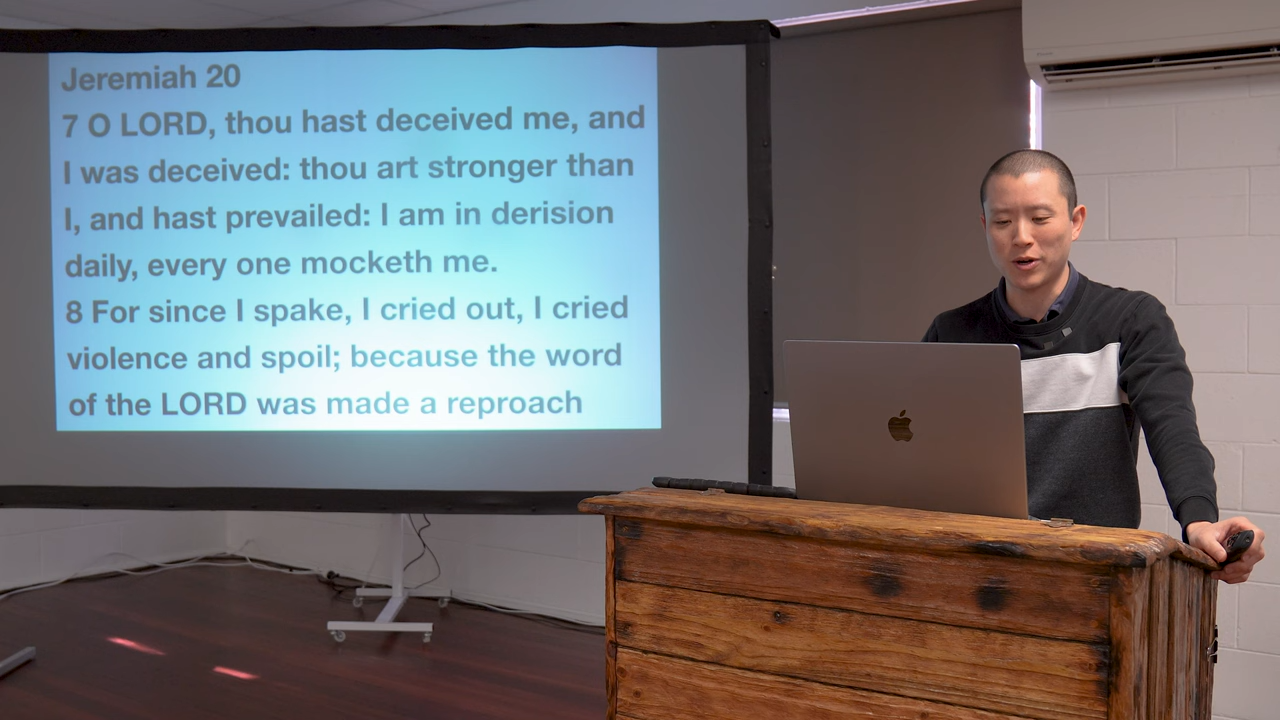 Jeremiah 20
7 O LORD, thou hast deceived me, and
I was deceived: thou art stronger than
I, and hast prevailed: I am in derision
daily, every one mocketh me.
8 For since I spake, I cried out, I cried
violence and spoil; because the word
of the LORD was made a reproach